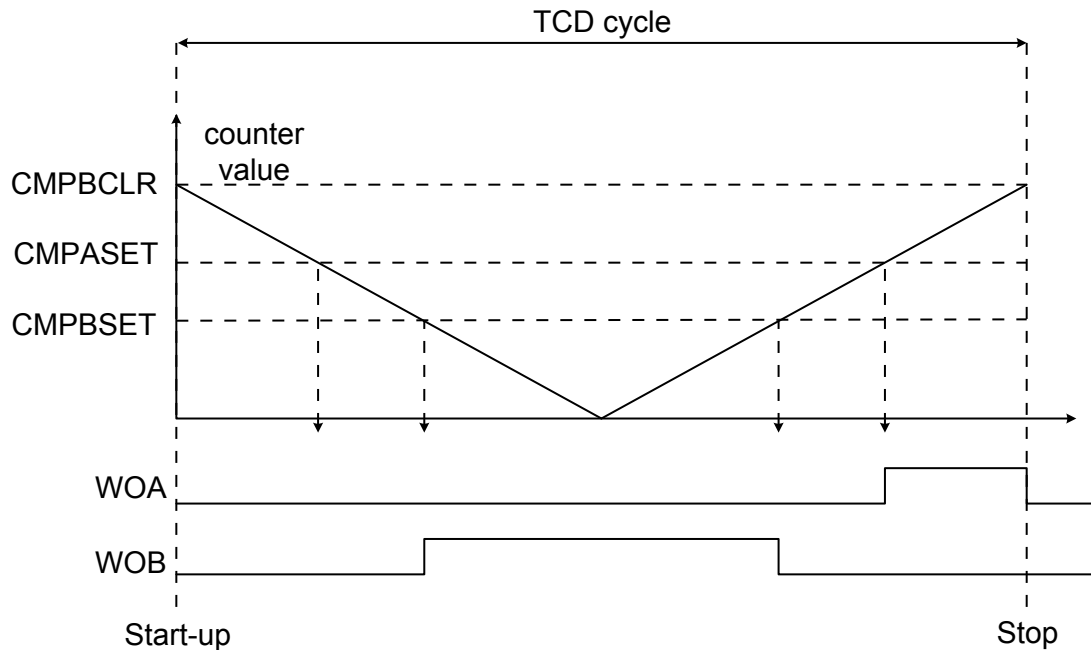 TCD cycle
counter
value
CMPBCLR
CMPASET
CMPBSET
WOA
WOB
Start-up
Stop